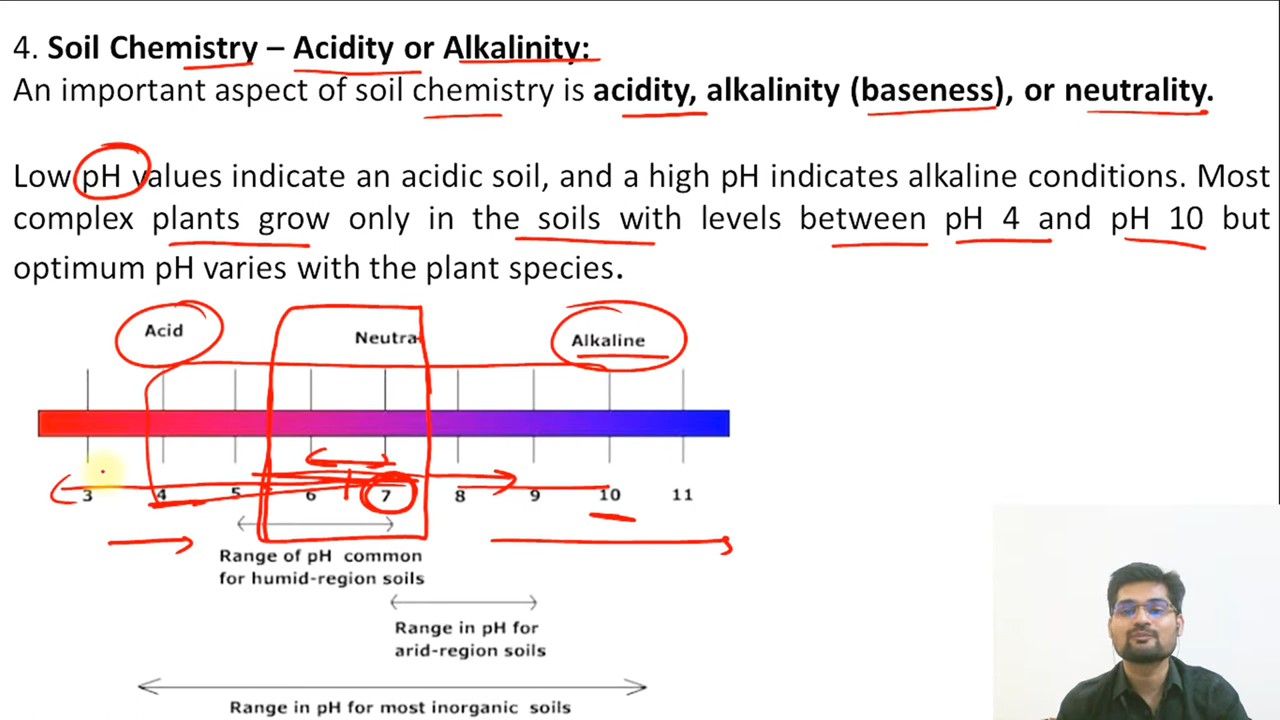 4. Soil Chemistry – Acidity or Alkalinity:
An important aspect of soil chemistry is acidity, alkalinity (baseness), or neutrality.
Low pH values indicate an acidic soil, and a high pH indicates alkaline conditions. Most
complex plants grow only in the soils with levels between pH 4 and pH 10 but
optimum pH varies with the plant species.
Acid Neutral Alkaline
3 4 5 6 7 8 9 10 11
Range of pH common
for humid-region soils
Range in pH for
arid-region soils
Range in pH for most inorganic soils